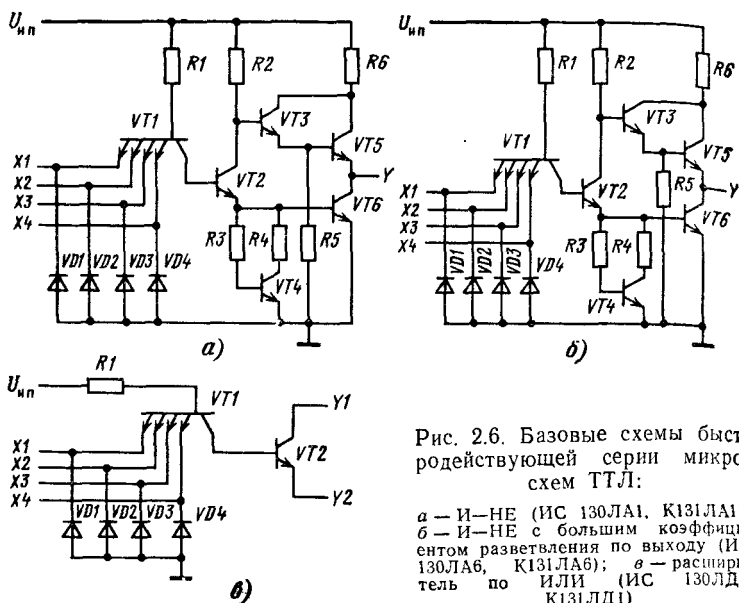 Uип
R1
R2
R6
VT3
VT1
VT5
X1
X2
X3
X4
VT2
Y
VT6
R3
R4
R5
VD1
VD2
VD3
VD4
VT4
а)
Uип
R1
R2
R6
VT3
VT1
VT5
X1
X2
X3
X4
VT2
R5
Y
VT6
R3
R4
VD1
VD2
VD3
VD4
VT4
б)
Uип
R1
VT1
Y1
X1
X2
X3
X4
VT2
Y2
VD1
VD2
VD3
VD4
в)
Рис. 2.6. Базовые схемы быст
родействующей серии микро
схем ТТЛ:
а — И—НЕ (ИС 130ЛА1, К131ЛА1
б — И—НЕ с большим коэффици
ентом разветвления по выходу (И
130ЛА6, К131ЛА6); в — расшири
тель по ИЛИ (ИС 130ЛД
К131ЛД1)